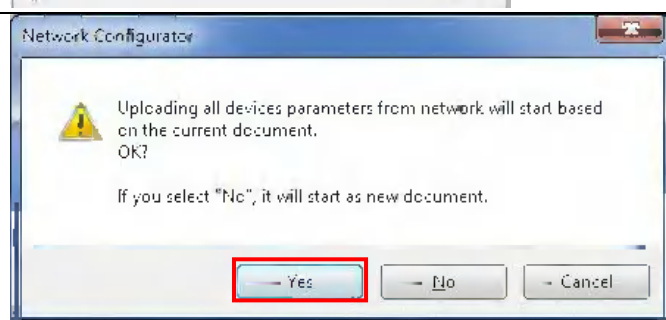 Network Configurator
Uploading all devices parameters from network will start based
on the current document.
OK?
If you select "No", it will start as new document.
Yes
No
Cancel